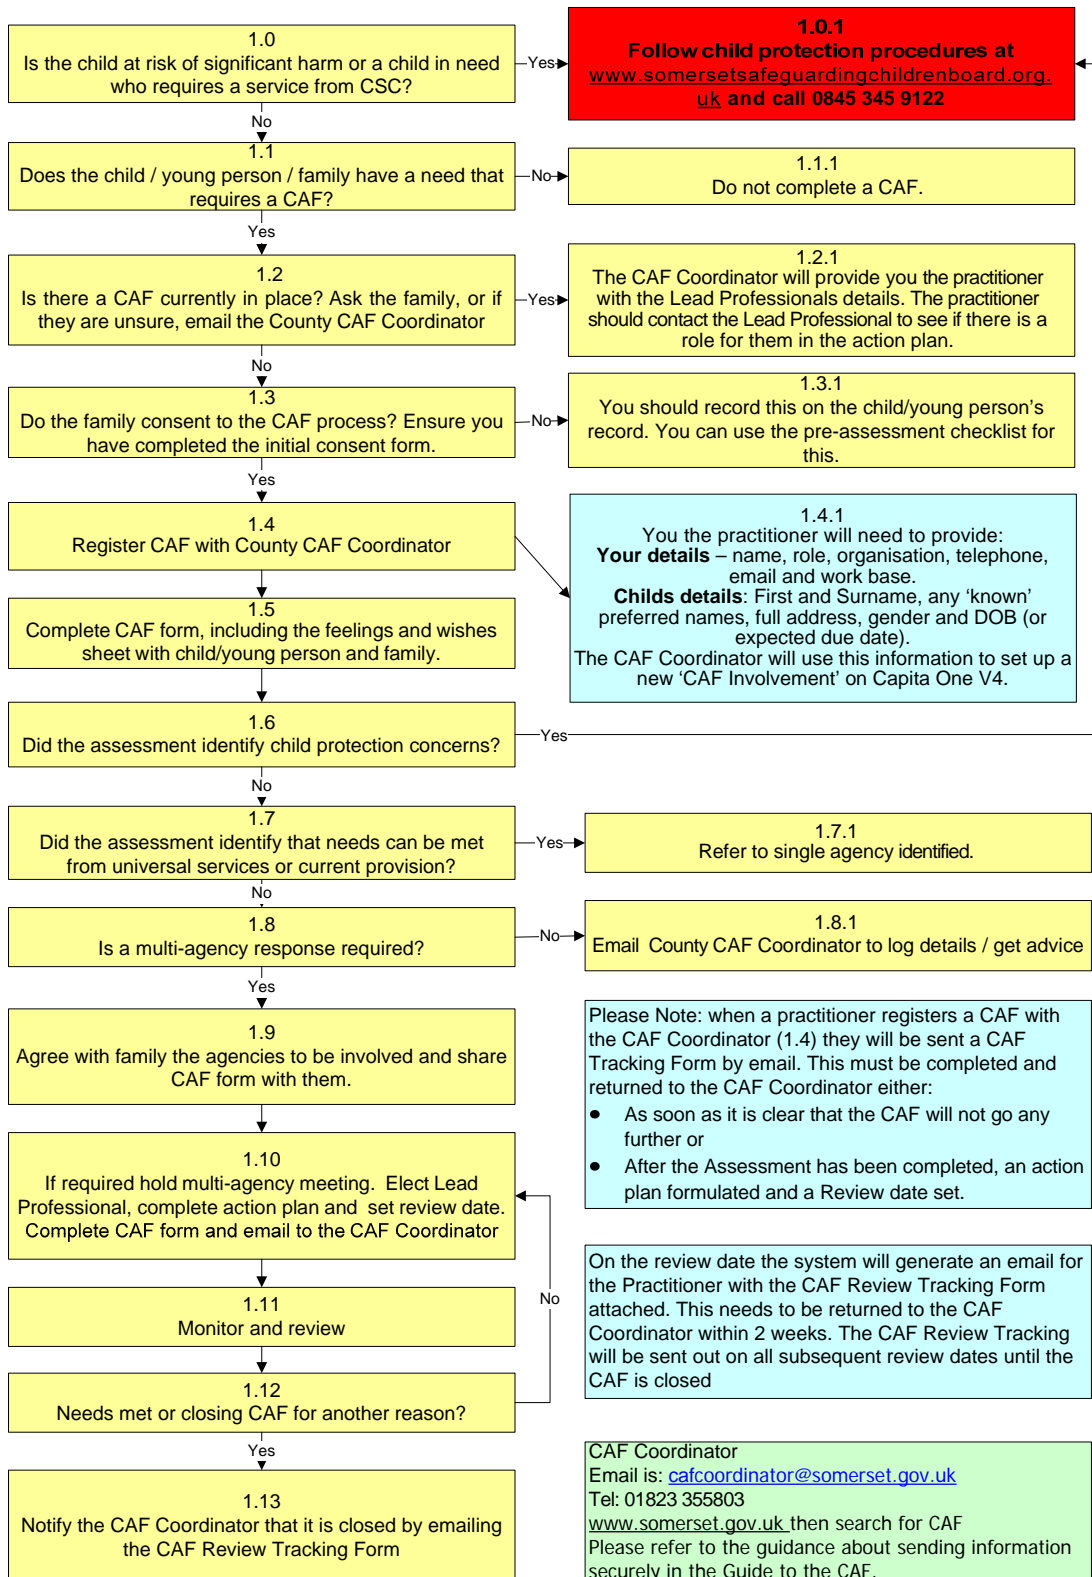 1.0
Is the child at risk of significant harm or a child in need
who requires a service from CSC?
Yes
1.0.1
Follow child protection procedures at
www.somersetsafeguardingchildrenboard.org.
uk and call 0845 345 9122
No
1.1
Does the child / young person / family have a need that
requires a CAF?
No
1.1.1
Do not complete a CAF.
Yes
1.2
Is there a CAF currently in place? Ask the family, or if
they are unsure, email the County CAF Coordinator
Yes
1.2.1
The CAF Coordinator will provide you the practitioner
with the Lead Professionals details. The practitioner
should contact the Lead Professional to see if there is a
role for them in the action plan.
No
1.3
Do the family consent to the CAF process? Ensure you
have completed the initial consent form.
No
1.3.1
You should record this on the child/young person's
record. You can use the pre-assessment checklist for
this.
Yes
1.4
Register CAF with County CAF Coordinator
1.4.1
You the practitioner will need to provide:
Your details – name, role, organisation, telephone,
email and work base.
Childs details: First and Surname, any ‘known’
preferred names, full address, gender and DOB (or
expected due date).
The CAF Coordinator will use this information to set up a
new ‘CAF Involvement’ on Capita One V4.
1.5
Complete CAF form, including the feelings and wishes
sheet with child/young person and family.
1.6
Did the assessment identify child protection concerns?
Yes
No
1.7
Did the assessment identify that needs can be met
from universal services or current provision?
Yes
1.7.1
Refer to single agency identified.
No
1.8
Is a multi-agency response required?
No
1.8.1
Email County CAF Coordinator to log details / get advice
Yes
1.9
Agree with family the agencies to be involved and share
CAF form with them.
Please Note: when a practitioner registers a CAF with
the CAF Coordinator (1.4) they will be sent a CAF
Tracking Form by email. This must be completed and
returned to the CAF Coordinator either:
● As soon as it is clear that the CAF will not go any
further or
● After the Assessment has been completed, an action
plan formulated and a Review date set.
1.10
If required hold multi-agency meeting. Elect Lead
Professional, complete action plan and set review date.
Complete CAF form and email to the CAF Coordinator
1.11
Monitor and review
No
On the review date the system will generate an email for
the Practitioner with the CAF Review Tracking Form
attached. This needs to be returned to the CAF
Coordinator within 2 weeks. The CAF Review Tracking
will be sent out on all subsequent review dates until the
CAF is closed
1.12
Needs met or closing CAF for another reason?
Yes
1.13
Notify the CAF Coordinator that it is closed by emailing
the CAF Review Tracking Form
CAF Coordinator
Email is: cafcoordinator@somerset.gov.uk
Tel: 01823 355803
www.somerset.gov.uk then search for CAF
Please refer to the guidance about sending information
securely in the Guide to the CAF.